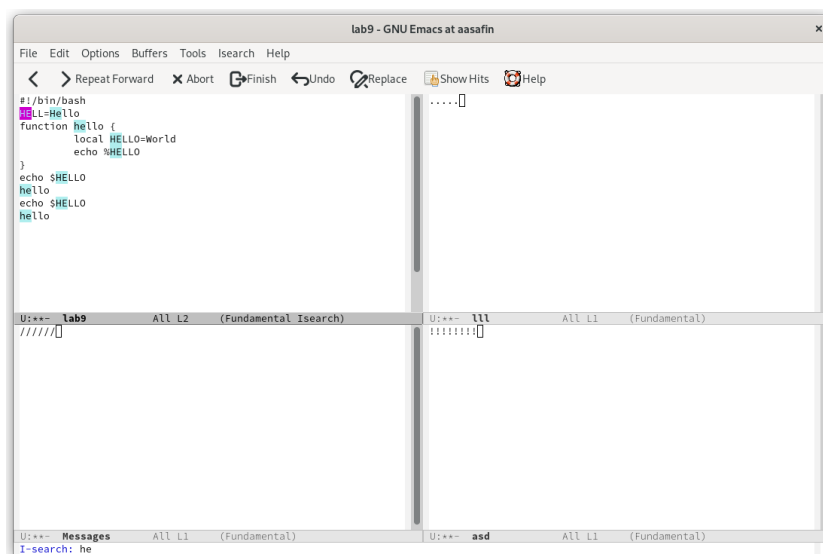 lab9 - GNU Emacs at aasafin
File Edit Options Buffers Tools Isearch Help
Repeat Forward Abort Finish Undo Replace Show Hits Help
#!/bin/bash
HELL=Hello
function hello {
local HELLO=World
echo %HELLO
}
echo $HELLO
hello
echo $HELLO
hello
U:**- lab9 All L2 (Fundamental Isearch)
.....
U:**- lll All L1 (Fundamental)
//////
U:**- Messages All L1 (Fundamental)
!!!!!!!!
U:**- asd All L1 (Fundamental)
I-search: he